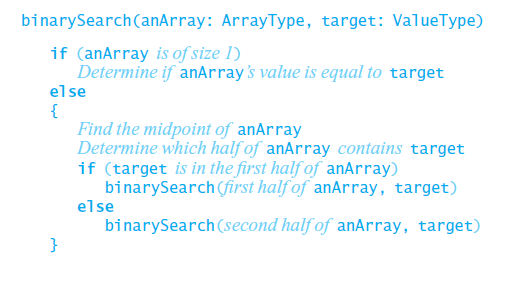 binarySearch(anArray: ArrayType, target: ValueType)
if (anArray is of size 1)
Determine if anArray's value is equal to target
else
{
Find the midpoint of anArray
Determine which half of anArray contains target
if (target is in the first half of anArray)
binarySearch(first half of anArray, target)
else
binarySearch(second half of anArray, target)
}